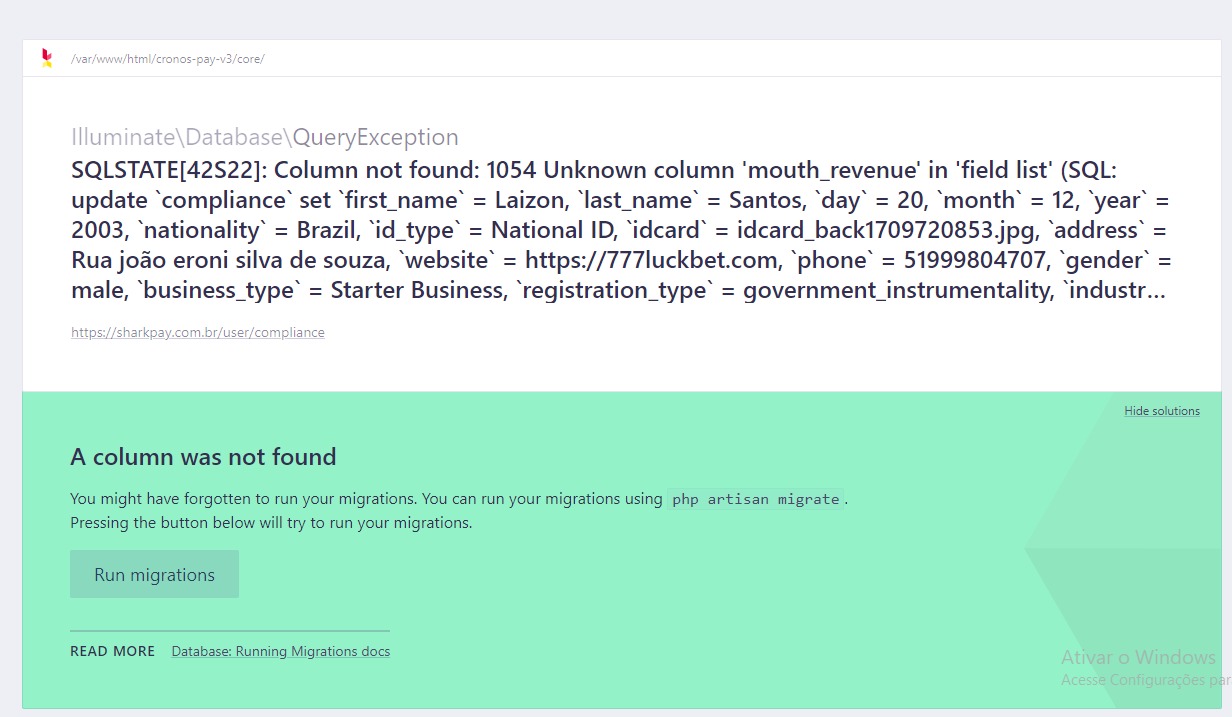 /var/www/html/cronos-pay-v3/core/
Illuminate\Database\QueryException
SQLSTATE[42S22]: Column not found: 1054 Unknown column 'mouth_revenue' in 'field list' (SQL:
update `compliance` set `first_name` = Laizon, `last_name` = Santos, `day` = 20, `month` = 12, `year` =
2003, `nationality` = Brazil, `id_type` = National ID, `idcard` = idcard_back1709720853.jpg, `address` =
Rua joão eroni silva de souza, `website` = https://777luckbet.com, `phone` = 51999804707, `gender` =
male, `business_type` = Starter Business, `registration_type` = government_instrumentality, `industr...
https://sharkpay.com.br/user/compliance
Hide solutions
A column was not found
You might have forgotten to run your migrations. You can run your migrations using php artisan migrate.
Pressing the button below will try to run your migrations.
Run migrations
READ MORE Database: Running Migrations docs
Ativar o Windows
Acesse Configurações par